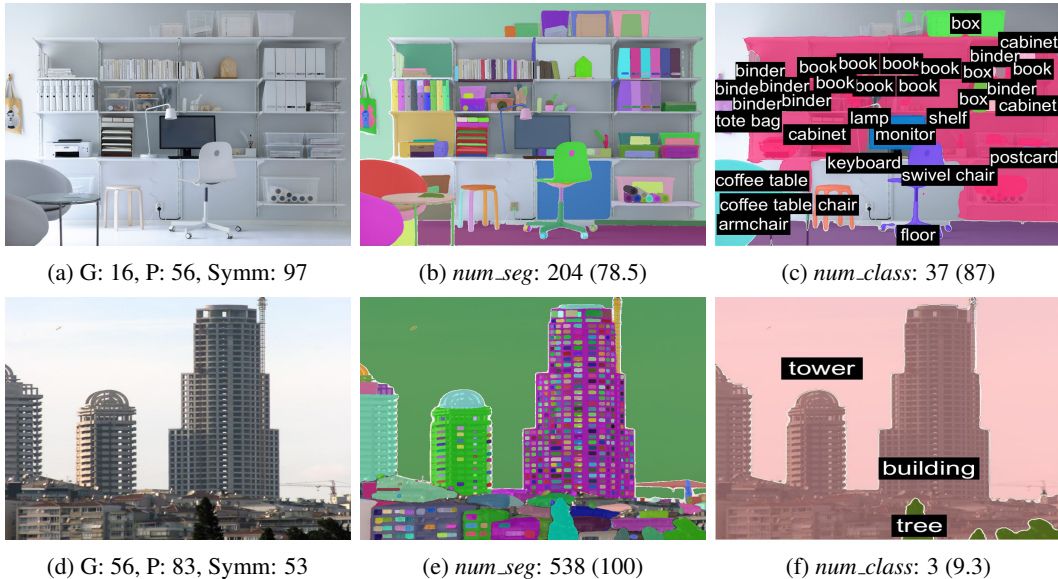 box
cabinet
binder
binder book book book book book box book
binder binder book book book binder
binder binder box cabinet
tote bag lamp shelf
cabinet monitor
keyboard postcard
swivel chair
coffee table
coffee table chair
armchair
floor
(a) G: 16, P: 56, Symm: 97 (b) num_seg: 204 (78.5) (c) num_class: 37 (87)
tower
building
tree
(d) G: 56, P: 83, Symm: 53 (e) num_seg: 538 (100) (f) num_class: 3 (9.3)